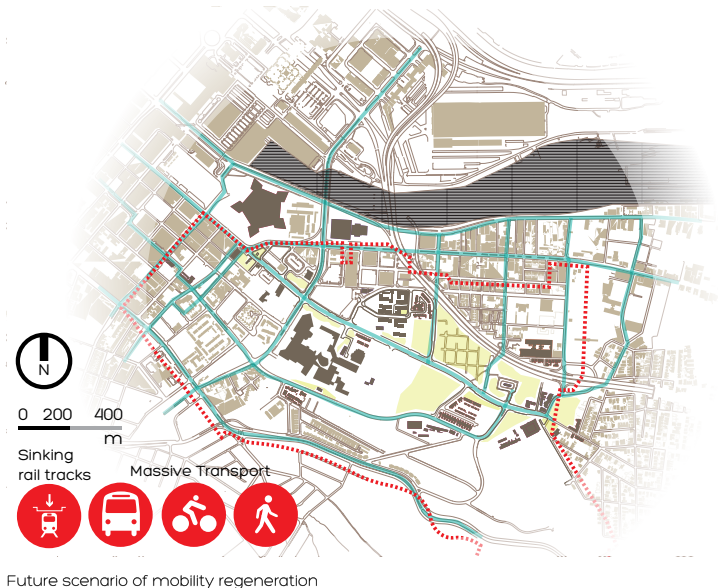 N
0 200 400
m
Sinking
rail tracks
Massive Transport
Future scenario of mobility regeneration